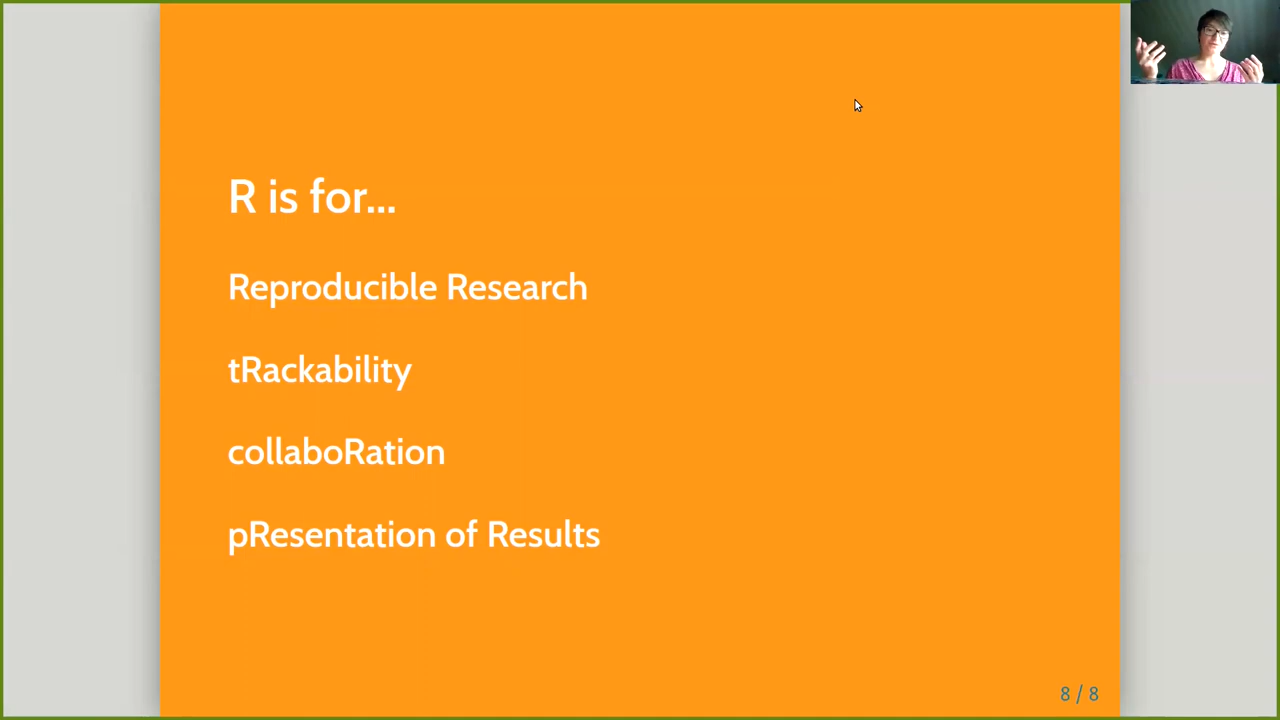 R is for...
Reproducible Research
tRackability
collaboRation
pResentation of Results
8 / 8